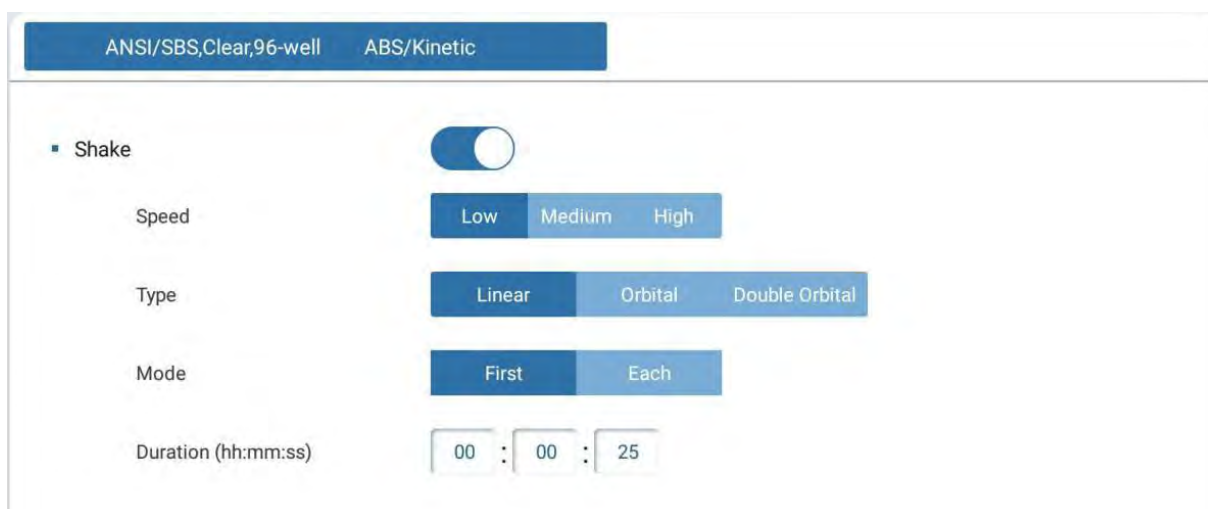 ANSI/SBS,Clear,96-well ABS/Kinetic
Shake
Speed Low Medium High
Type Linear Orbital Double Orbital
Mode First Each
Duration (hh:mm:ss) 00 : 00 : 25